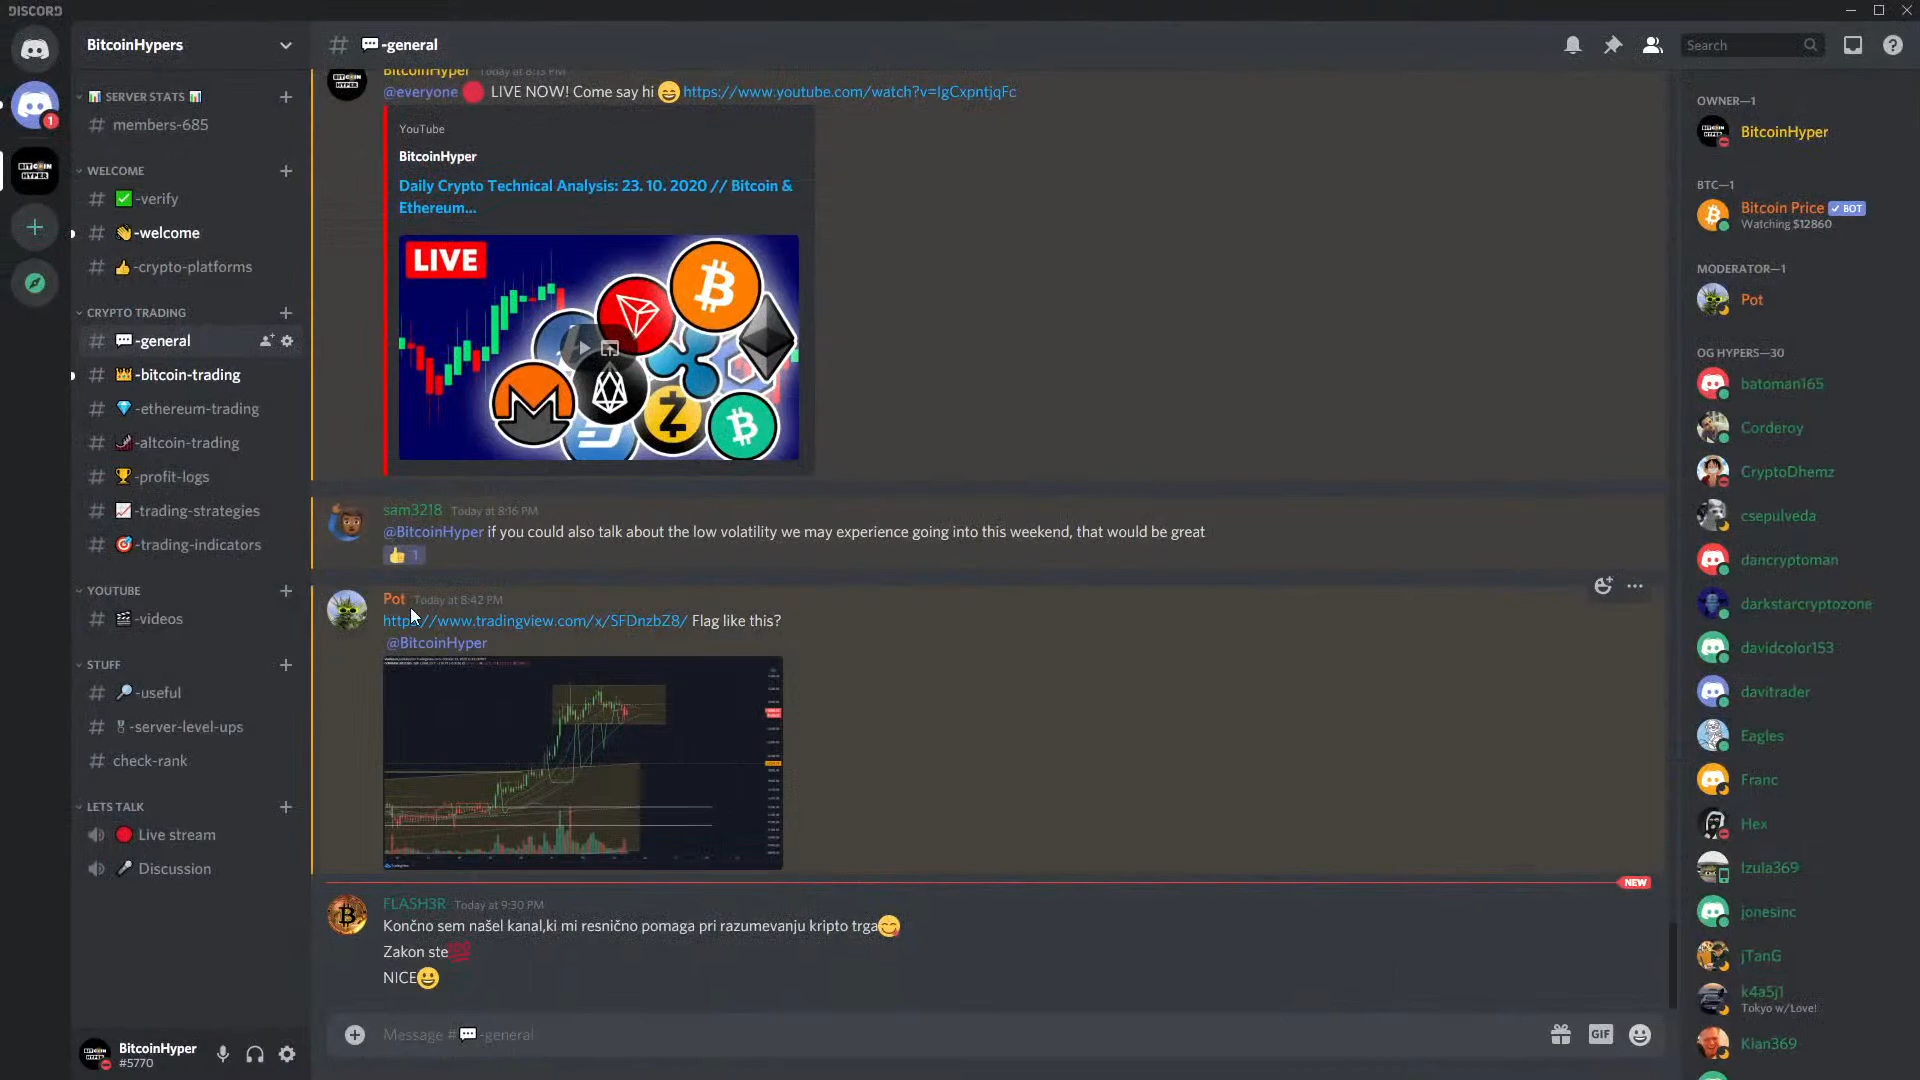 DISCORD
BitcoinHypers
-general
Search
SERVER STATS
members-685
WELCOME
-verify
-welcome
-crypto-platforms
CRYPTO TRADING
-general
-bitcoin-trading
-ethereum-trading
-altcoin-trading
-profit-logs
-trading-strategies
-trading-indicators
YOUTUBE
-videos
STUFF
-useful
-server-level-ups
check-rank
LETS TALK
Live stream
Discussion
BitcoinHyper
#5770
1
BITCOIN
HYPER
BitcoinHyper Today at 8:13 PM
@everyone LIVE NOW! Come say hi https://www.youtube.com/watch?v=lgCxpntjqFc
YouTube
BitcoinHyper
Daily Crypto Technical Analysis: 23. 10. 2020 // Bitcoin &
Ethereum...
LIVE
sam3218 Today at 8:16 PM
@BitcoinHyper if you could also talk about the low volatility we may experience going into this weekend, that would be great
1
Pot Today at 8:42 PM
https://www.tradingview.com/x/SFDnzbZ8/ Flag like this?
@BitcoinHyper
NEW
FLASH3R Today at 9:30 PM
Končno sem našel kanal,ki mi resnično pomaga pri razumevanju kripto trga
Zakon ste💯
NICE
Message # -general
GIF
OWNER—1
BitcoinHyper
BTC—1
Bitcoin Price BOT
Watching $12860
MODERATOR—1
Pot
OG HYPERS—30
batoman165
Corderoy
CryptoDhemz
csepulveda
dancryptoman
darkstarcryptozone
davidcolor153
davitrader
Eagles
Franc
Hex
Izula369
jonesinc
jTanG
k4a5j1
Tokyo w/Love!
Klan369